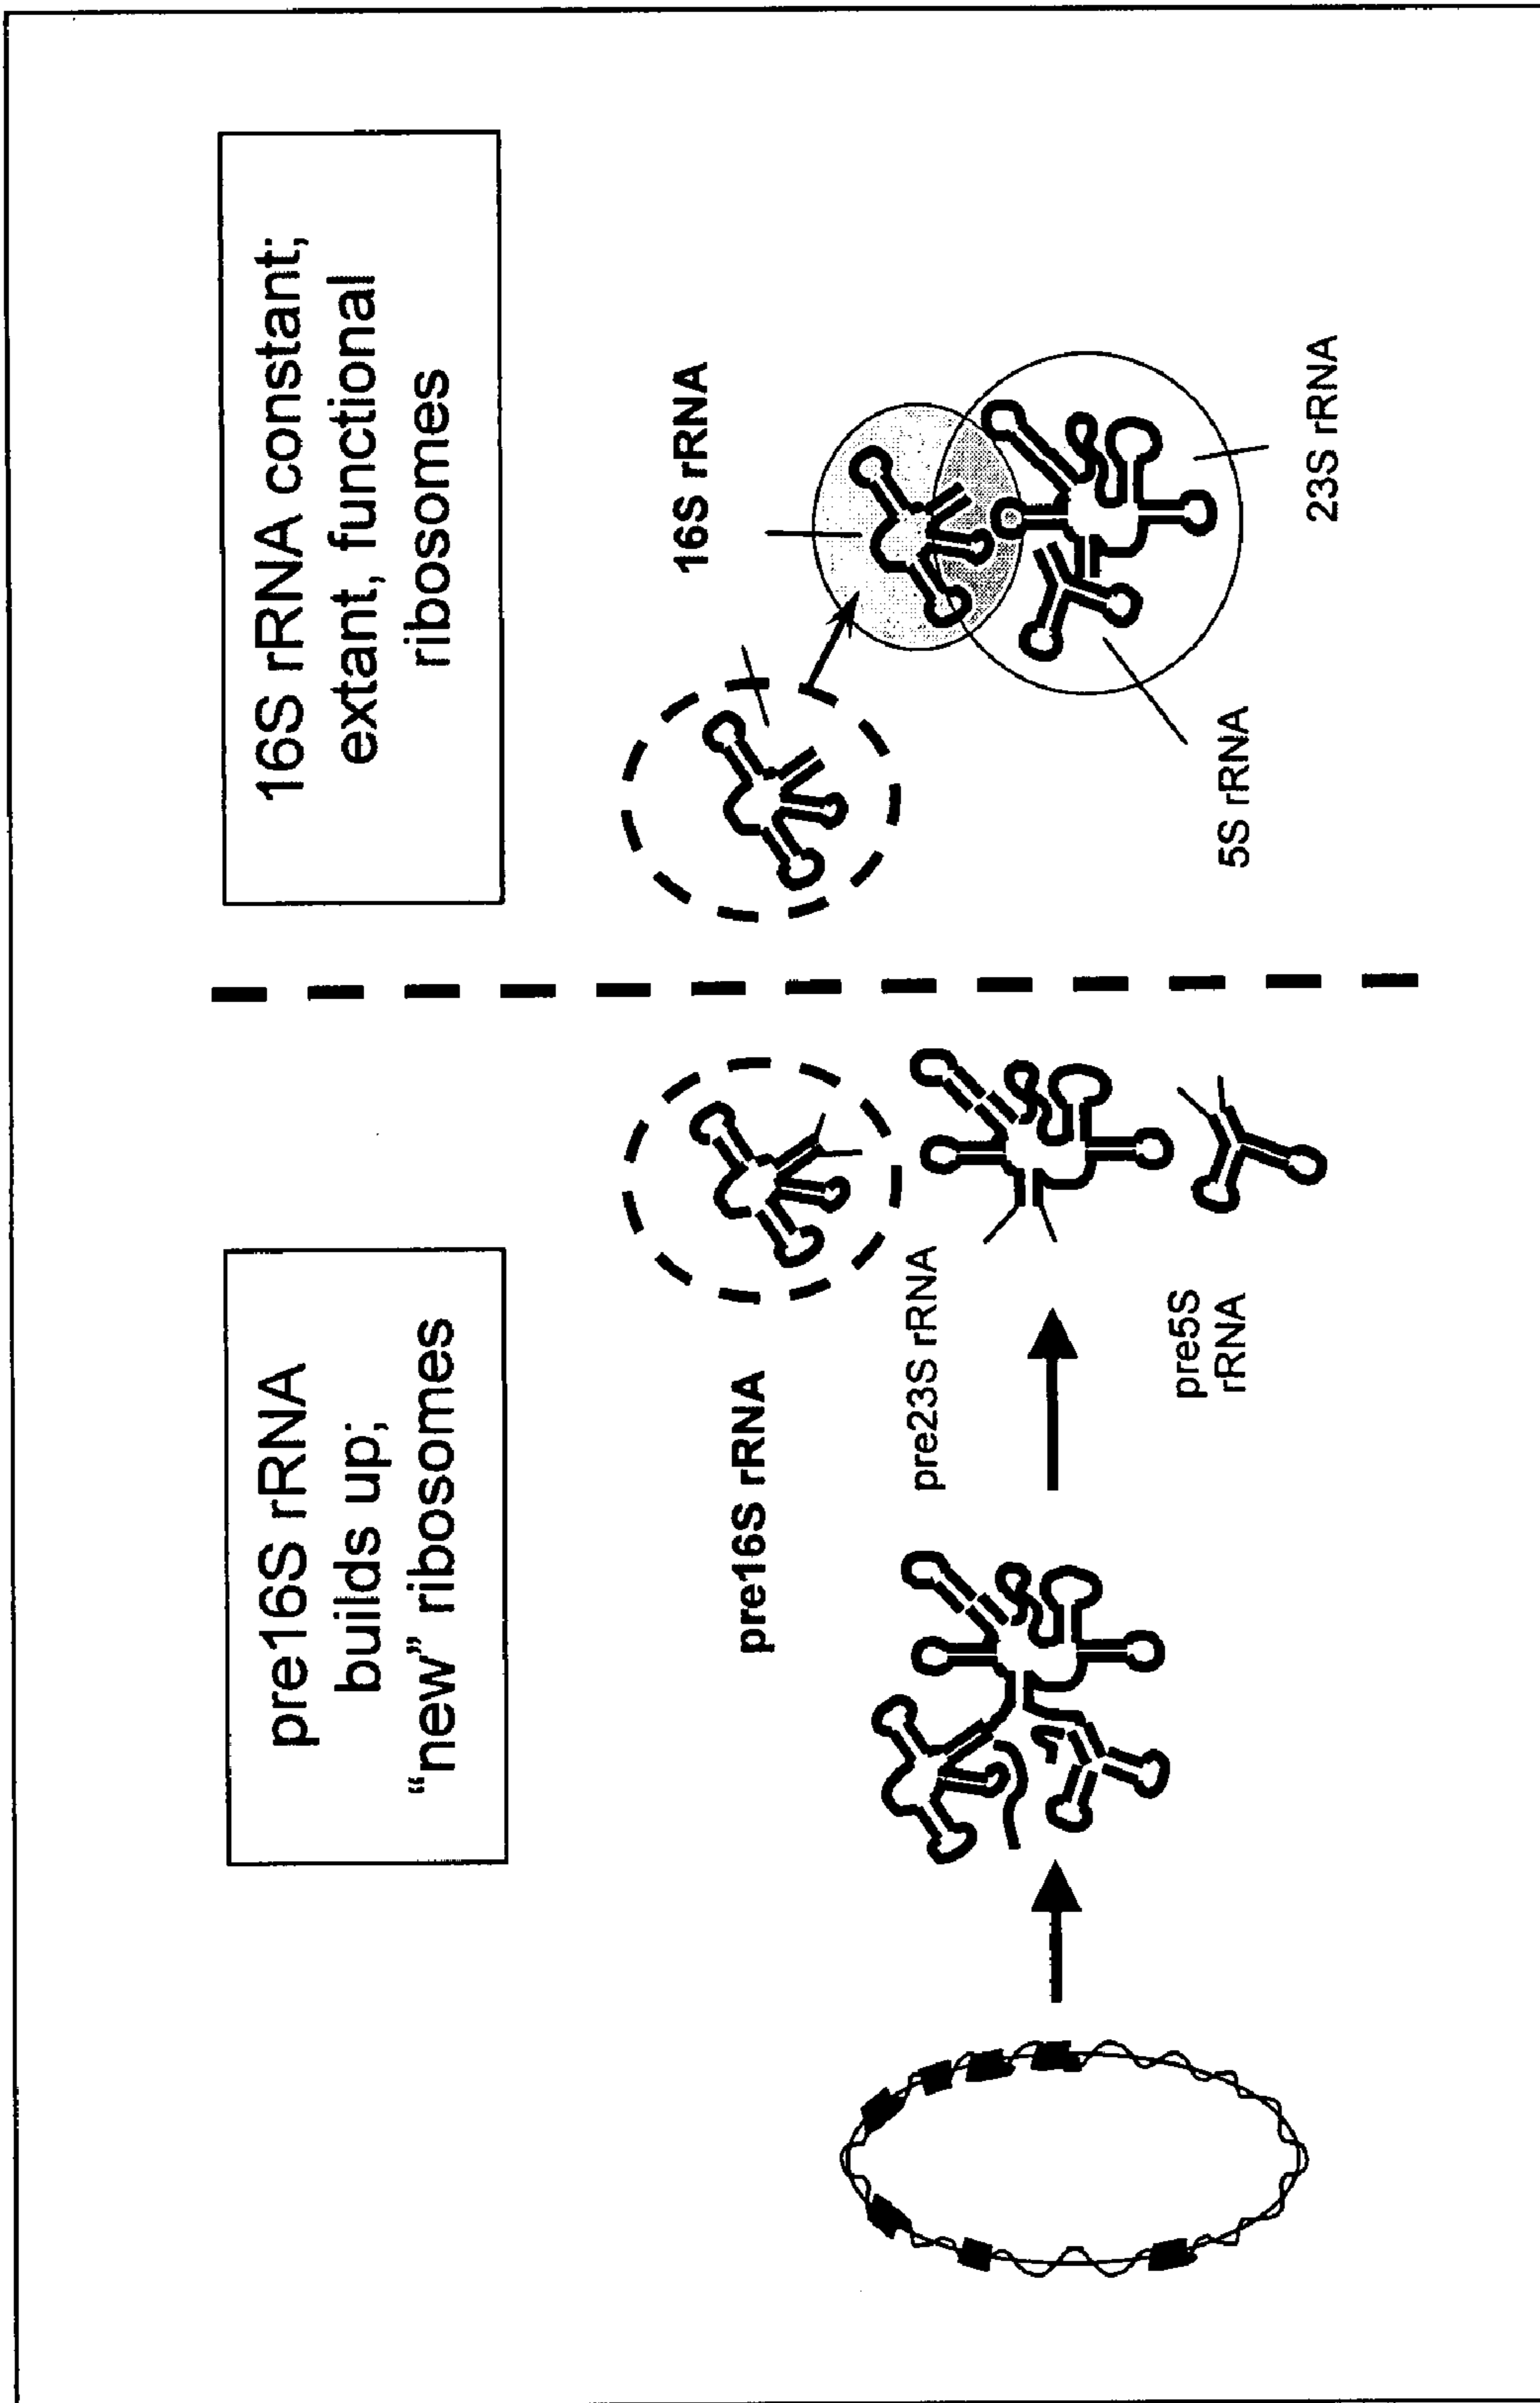 pre16S rRNA
builds up;
“new” ribosomes
16S rRNA constant;
extant, functional
ribosomes
pre16S rRNA
pre23S rRNA
pre5S
rRNA
16S rRNA
5S rRNA
23S rRNA